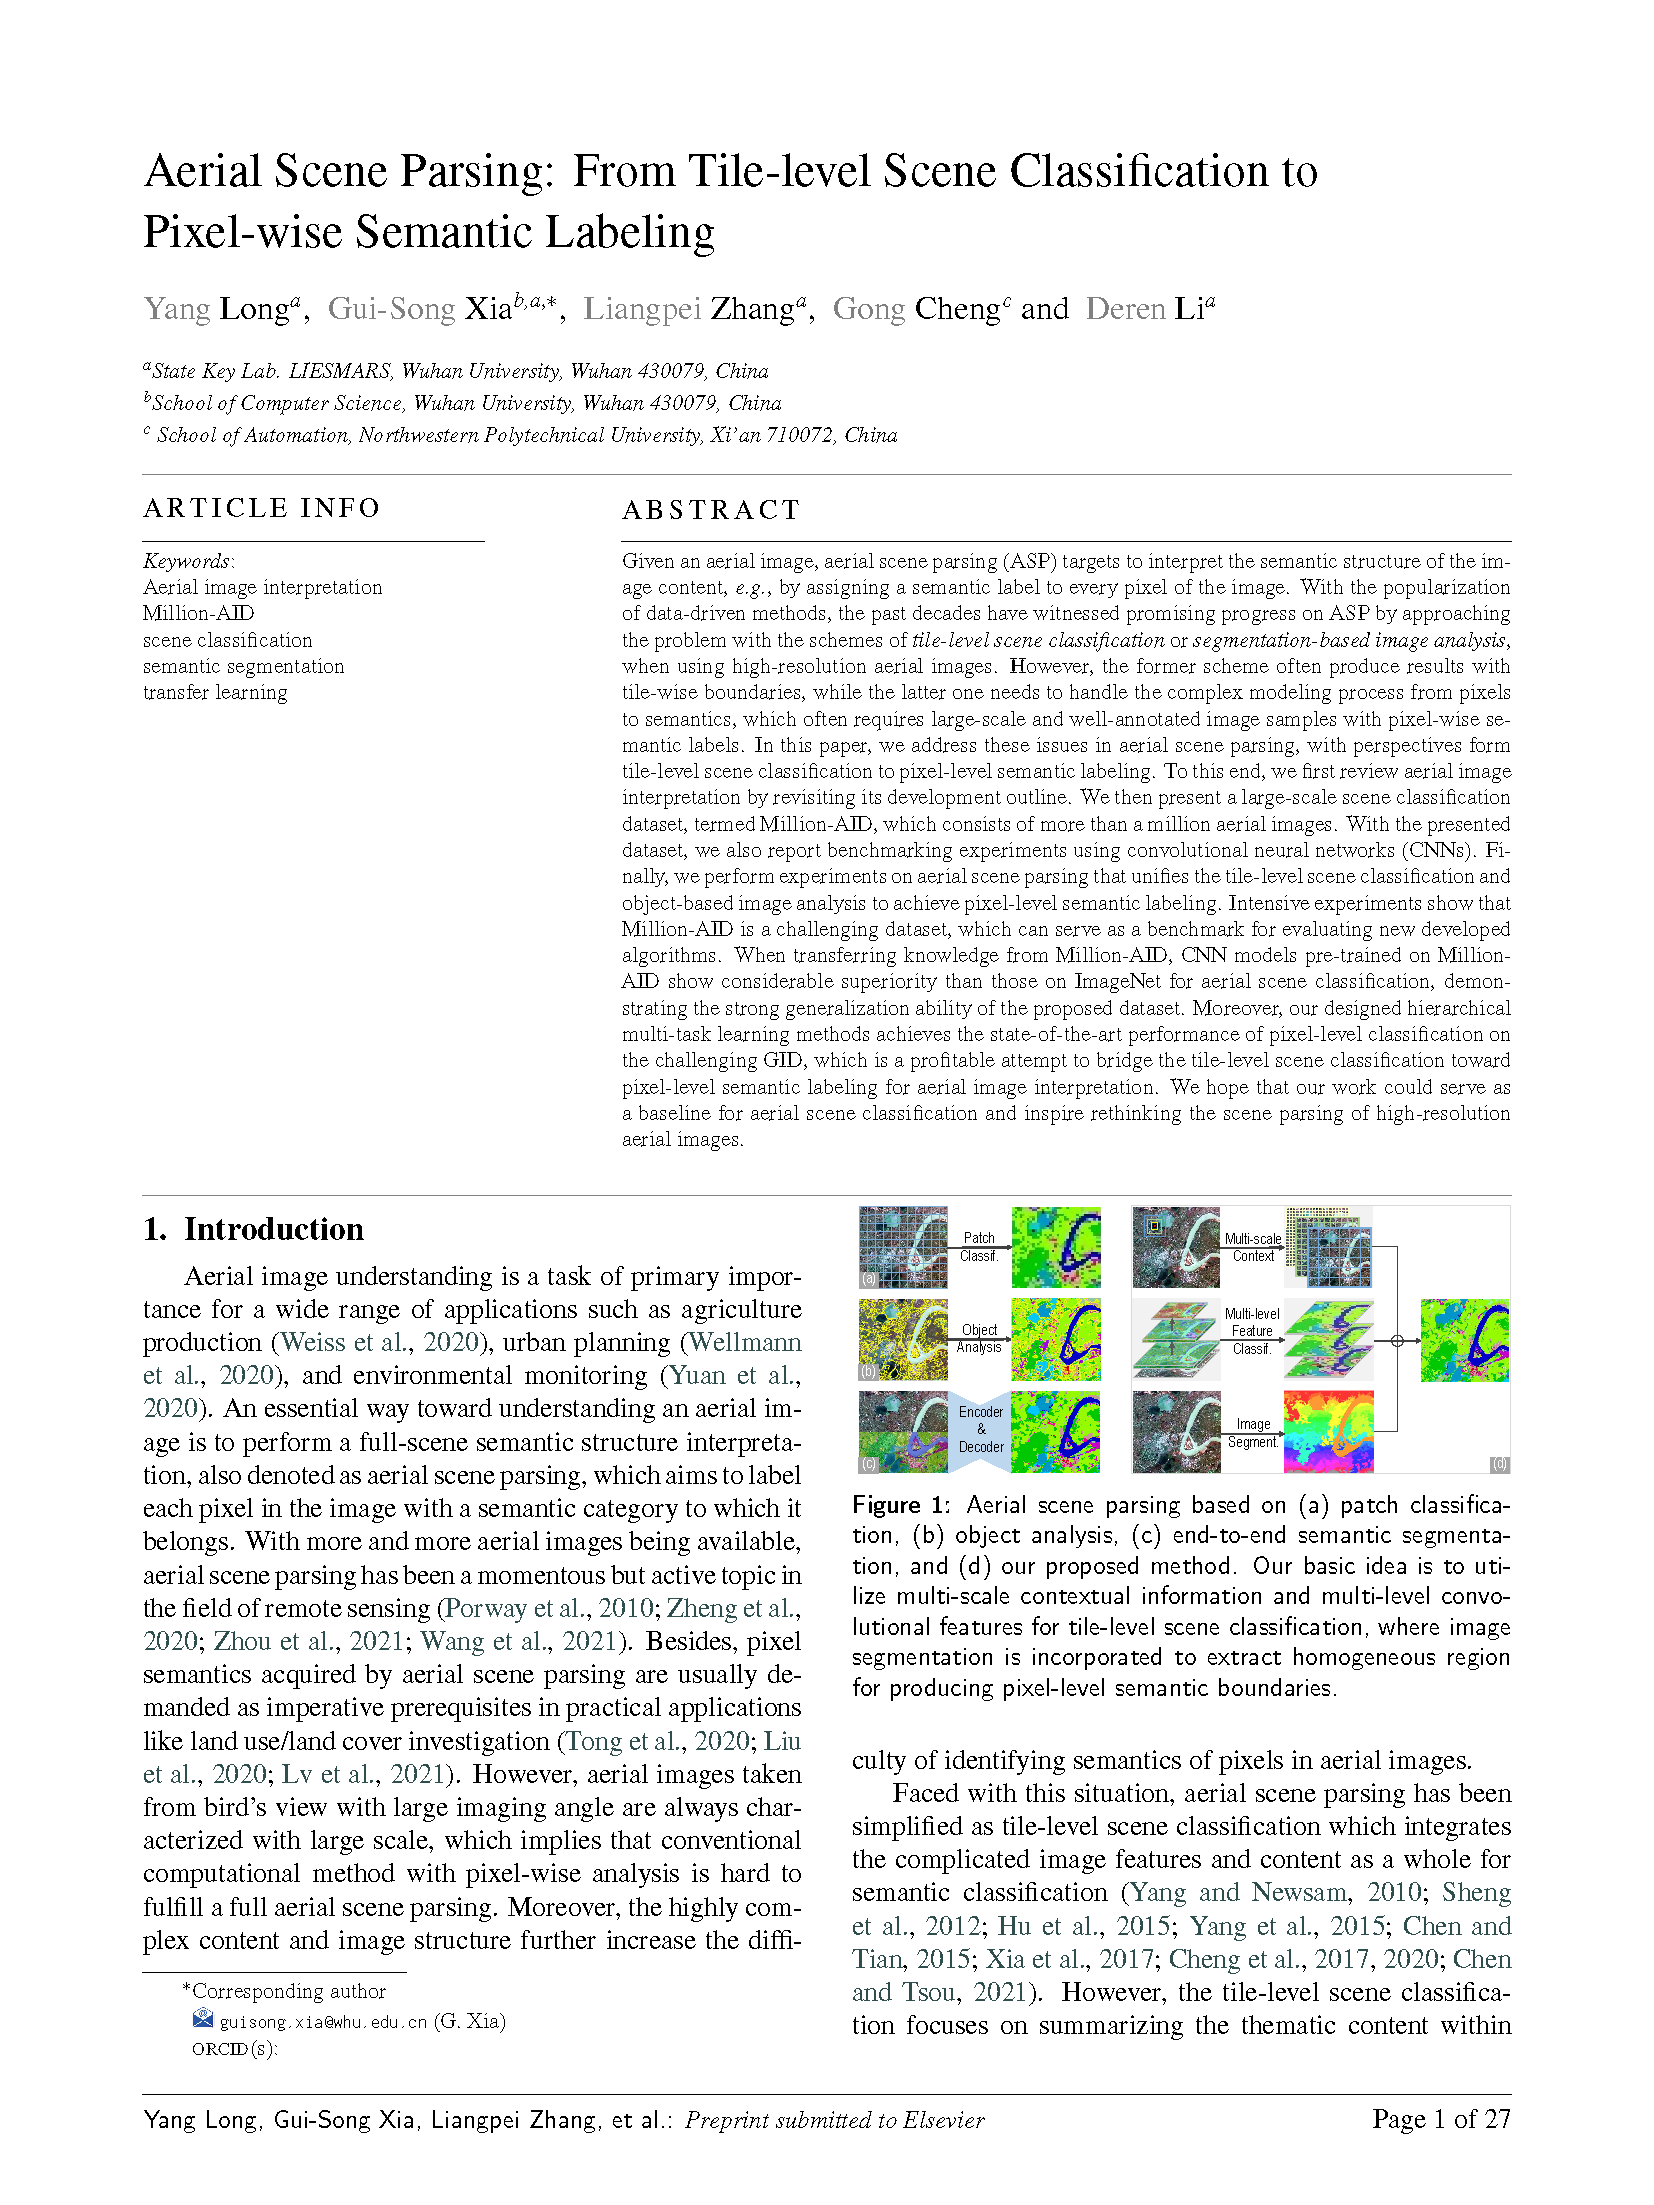 Aerial Scene Parsing: From Tile-level Scene Classification to
Pixel-wise Semantic Labeling
Yang Long^a, Gui-Song Xia^b,a,∗, Liangpei Zhang^a, Gong Cheng^c and Deren Li^a
^aState Key Lab. LIESMARS, Wuhan University, Wuhan 430079, China
^bSchool of Computer Science, Wuhan University, Wuhan 430079, China
^c School of Automation, Northwestern Polytechnical University, Xi'an 710072, China
ARTICLE INFO
Keywords:
Aerial image interpretation
Million-AID
scene classification
semantic segmentation
transfer learning
ABSTRACT
Given an aerial image, aerial scene parsing (ASP) targets to interpret the semantic structure of the im-
age content, e.g., by assigning a semantic label to every pixel of the image. With the popularization
of data-driven methods, the past decades have witnessed promising progress on ASP by approaching
the problem with the schemes of tile-level scene classification or segmentation-based image analysis,
when using high-resolution aerial images. However, the former scheme often produce results with
tile-wise boundaries, while the latter one needs to handle the complex modeling process from pixels
to semantics, which often requires large-scale and well-annotated image samples with pixel-wise se-
mantic labels. In this paper, we address these issues in aerial scene parsing, with perspectives form
tile-level scene classification to pixel-level semantic labeling. To this end, we first review aerial image
interpretation by revisiting its development outline. We then present a large-scale scene classification
dataset, termed Million-AID, which consists of more than a million aerial images. With the presented
dataset, we also report benchmarking experiments using convolutional neural networks (CNNs). Fi-
nally, we perform experiments on aerial scene parsing that unifies the tile-level scene classification and
object-based image analysis to achieve pixel-level semantic labeling. Intensive experiments show that
Million-AID is a challenging dataset, which can serve as a benchmark for evaluating new developed
algorithms. When transferring knowledge from Million-AID, CNN models pre-trained on Million-
AID show considerable superiority than those on ImageNet for aerial scene classification, demon-
strating the strong generalization ability of the proposed dataset. Moreover, our designed hierarchical
multi-task learning methods achieves the state-of-the-art performance of pixel-level classification on
the challenging GID, which is a profitable attempt to bridge the tile-level scene classification toward
pixel-level semantic labeling for aerial image interpretation. We hope that our work could serve as
a baseline for aerial scene classification and inspire rethinking the scene parsing of high-resolution
aerial images.
1. Introduction
Aerial image understanding is a task of primary impor-
tance for a wide range of applications such as agriculture
production (Weiss et al., 2020), urban planning (Wellmann
et al., 2020), and environmental monitoring (Yuan et al.,
2020). An essential way toward understanding an aerial im-
age is to perform a full-scene semantic structure interpreta-
tion, also denoted as aerial scene parsing, which aims to label
each pixel in the image with a semantic category to which it
belongs. With more and more aerial images being available,
aerial scene parsing has been a momentous but active topic in
the field of remote sensing (Porway et al., 2010; Zheng et al.,
2020; Zhou et al., 2021; Wang et al., 2021). Besides, pixel
semantics acquired by aerial scene parsing are usually de-
manded as imperative prerequisites in practical applications
like land use/land cover investigation (Tong et al., 2020; Liu
et al., 2020; Lv et al., 2021). However, aerial images taken
from bird's view with large imaging angle are always char-
acterized with large scale, which implies that conventional
computational method with pixel-wise analysis is hard to
fulfill a full aerial scene parsing. Moreover, the highly com-
plex content and image structure further increase the diffi-
∗Corresponding author
guisong.xia@whu.edu.cn (G. Xia)
ORCID(s):
(a)
Patch
Classif.
(b)
Object
Analysis
(c)
Encoder
&
Decoder
Multi-scale
Context
Multi-level
Feature
Classif.
Image
Segment.
(d)
Figure 1: Aerial scene parsing based on (a) patch classifica-
tion, (b) object analysis, (c) end-to-end semantic segmenta-
tion, and (d) our proposed method. Our basic idea is to uti-
lize multi-scale contextual information and multi-level convo-
lutional features for tile-level scene classification, where image
segmentation is incorporated to extract homogeneous region
for producing pixel-level semantic boundaries.
culty of identifying semantics of pixels in aerial images.
Faced with this situation, aerial scene parsing has been
simplified as tile-level scene classification which integrates
the complicated image features and content as a whole for
semantic classification (Yang and Newsam, 2010; Sheng
et al., 2012; Hu et al., 2015; Yang et al., 2015; Chen and
Tian, 2015; Xia et al., 2017; Cheng et al., 2017, 2020; Chen
and Tsou, 2021). However, the tile-level scene classifica-
tion focuses on summarizing the thematic content within
Yang Long, Gui-Song Xia, Liangpei Zhang, et al.: Preprint submitted to Elsevier
Page 1 of 27